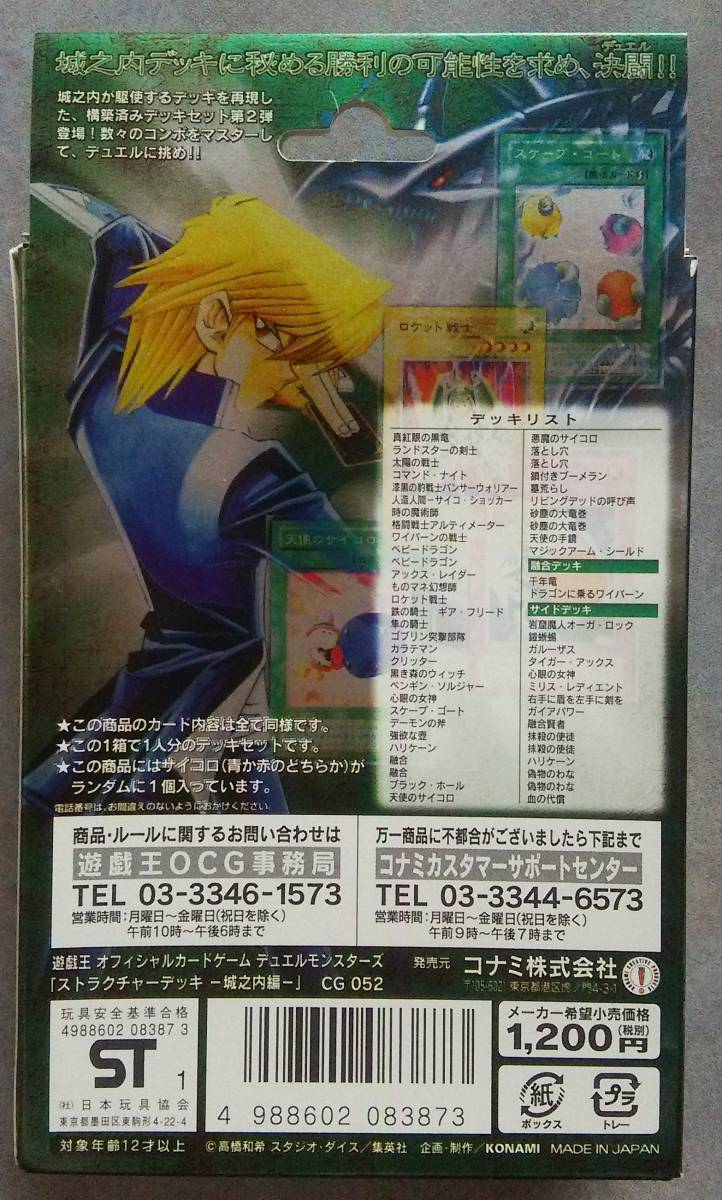 デュエル
城之内デッキに秘める勝利の可能性を求め、決闘!!
城之内が駆使するデッキを再現し
た、構築済みデッキセット第2弾
登場!数々のコンボをマスターし
て、デュエルに挑め!!
スケープ・ゴート
ロケット戦士
天使のサイコロ
デッキリスト
真紅眼の黒竜
ランドスターの剣士
太陽の戦士
コマンド・ナイト
漆黒の豹戦士パンサーウォリアー
人造人間-サイコ・ショッカー
時の魔術師
格闘戦士アルティメーター
ワイバーンの戦士
ベビードラゴン
ベビードラゴン
アックス・レイダー
ものマネ幻想師
ロケット戦士
鉄の騎士 ギア・フリード
隼の騎士
ゴブリン突撃部隊
カラテマン
クリッター
黒き森のウィッチ
ペンギン・ソルジャー
心眼の女神
スケープ・ゴート
デーモンの斧
強欲な壺
ハリケーン
融合
融合
ブラック・ホール
天使のサイコロ
悪魔のサイコロ
落とし穴
落とし穴
鎖付きブーメラン
墓荒らし
リビングデッドの呼び声
砂塵の大竜巻
砂塵の大竜巻
天使の手鏡
マジックアーム・シールド
融合デッキ
千年竜
ドラゴンに乗るワイバーン
サイドデッキ
岩窟魔人オーガ・ロック
鎧蜥蜴
ガルーザス
タイガー・アックス
心眼の女神
ミリス・レディエント
右手に盾を左手に剣を
ガイアパワー
融合賢者
抹殺の使徒
抹殺の使徒
ハリケーン
偽物のわな
偽物のわな
血の代償
★この商品のカード内容は全て同様です。
★この1箱で1人分のデッキセットです。
★この商品にはサイコロ(青か赤のどちらか)が
ランダムに1個入っています。
電話番号は、お間違えのないようにおかけください。
商品・ルールに関するお問い合わせは
遊戯王OCG事務局
TEL 03-3346-1573
営業時間:月曜日~金曜日(祝日を除く)
午前10時~午後6時まで
万一商品に不都合がございましたら下記まで
コナミカスタマーサポートセンター
TEL 03-3344-6573
営業時間:月曜日~金曜日(祝日を除く)
午前9時~午後7時まで
遊戯王 オフィシャルカードゲーム デュエルモンスターズ
「ストラクチャーデッキ -城之内編-」 CG 052
発売元 コナミ株式会社
〒105-6021 東京都港区虎ノ門4-3-1
玩具安全基準合格
4988602 08387 3
ST 1
(社)日本玩具協会
東京都墨田区東駒形4-22-4
対象年齢12才以上
4 988602 083873
メーカー希望小売価格
1,200円(税別)
紙
ボックス
プラ
トレー
©高橋和希 スタジオ・ダイス/集英社 企画・制作/KONAMI MADE IN JAPAN